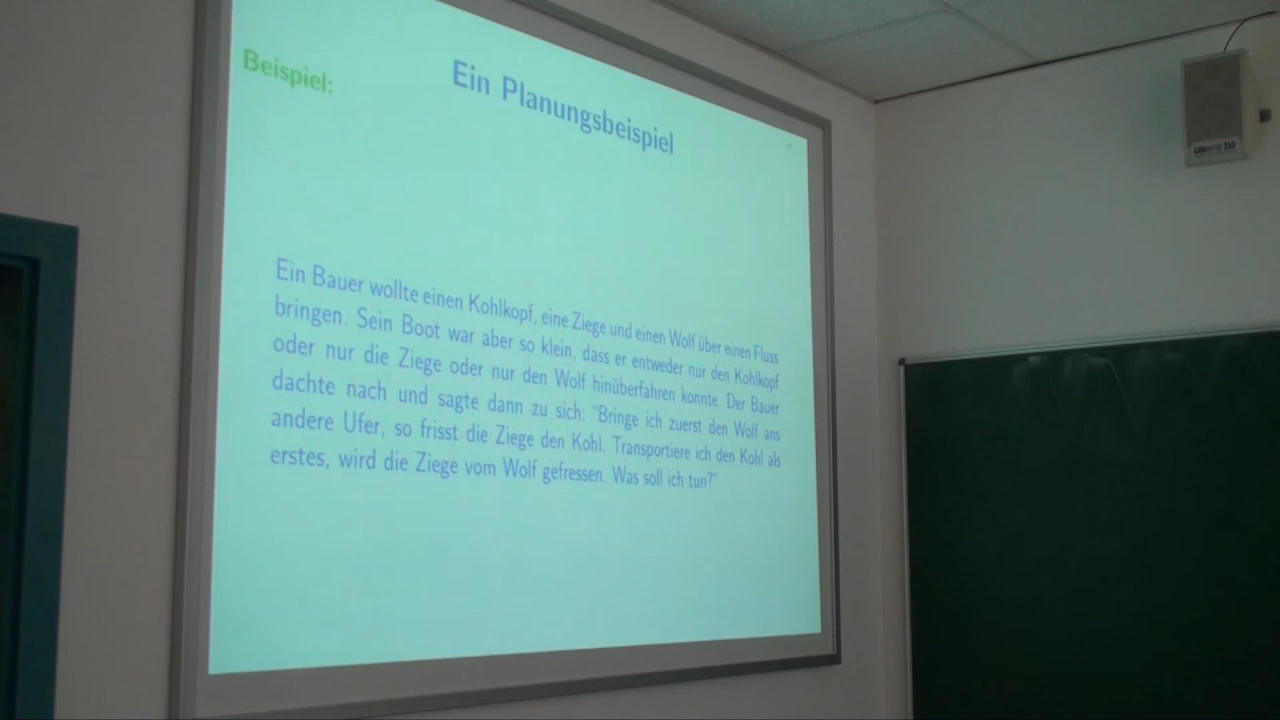 Beispiel:
Ein Planungsbeispiel
Ein Bauer wollte einen Kohlkopf, eine Ziege und einen Wolf über einen Fluss
bringen. Sein Boot war aber so klein, dass er entweder nur den Kohlkopf
oder nur die Ziege oder nur den Wolf hinüberfahren konnte. Der Bauer
dachte nach und sagte dann zu sich: “Bringe ich zuerst den Wolf ans
andere Ufer, so frisst die Ziege den Kohl. Transportiere ich den Kohl als
erstes, wird die Ziege vom Wolf gefressen. Was soll ich tun?”